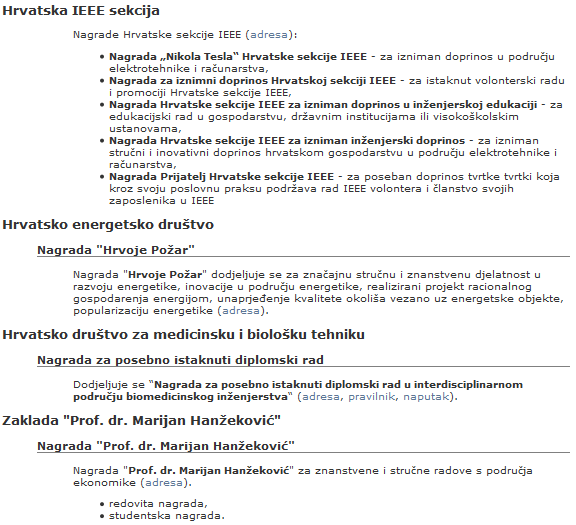 Hrvatska IEEE sekcija
Nagrade Hrvatske sekcije IEEE (adresa):
• Nagrada „Nikola Tesla“ Hrvatske sekcije IEEE - za izniman doprinos u području
elektrotehnike i računarstva,
• Nagrada za iznimni doprinos Hrvatskoj sekciji IEEE - za istaknut volonterski radu
i promociji Hrvatske sekcije IEEE,
• Nagrada Hrvatske sekcije IEEE za izniman doprinos u inženjerskoj edukaciji - za
edukacijski rad u gospodarstvu, državnim institucijama ili visokoškolskim
ustanovama,
• Nagrada Hrvatske sekcije IEEE za izniman inženjerski doprinos - za izniman
stručni i inovativni doprinos hrvatskom gospodarstvu u području elektrotehnike i
računarstva,
• Nagrada Prijatelj Hrvatske sekcije IEEE - za poseban doprinos tvrtke tvrtki koja
kroz svoju poslovnu praksu podržava rad IEEE volontera i članstvo svojih
zaposlenika u IEEE
Hrvatsko energetsko društvo
Nagrada "Hrvoje Požar"
Nagrada "Hrvoje Požar" dodjeljuje se za značajnu stručnu i znanstvenu djelatnost u
razvoju energetike, inovacije u području energetike, realizirani projekt racionalnog
gospodarenja energijom, unaprjeđenje kvalitete okoliša vezano uz energetske objekte,
popularizaciju energetike (adresa).
Hrvatsko društvo za medicinsku i biološku tehniku
Nagrada za posebno istaknuti diplomski rad
Dodjeljuje se “Nagrada za posebno istaknuti diplomski rad u interdisciplinarnom
području biomedicinskog inženjerstva“ (adresa, pravilnik, naputak).
Zaklada "Prof. dr. Marijan Hanžeković"
Nagrada "Prof. dr. Marijan Hanžeković"
Nagrada "Prof. dr. Marijan Hanžeković" za znanstvene i stručne radove s područja
ekonomike (adresa).
• redovita nagrada,
• studentska nagrada.